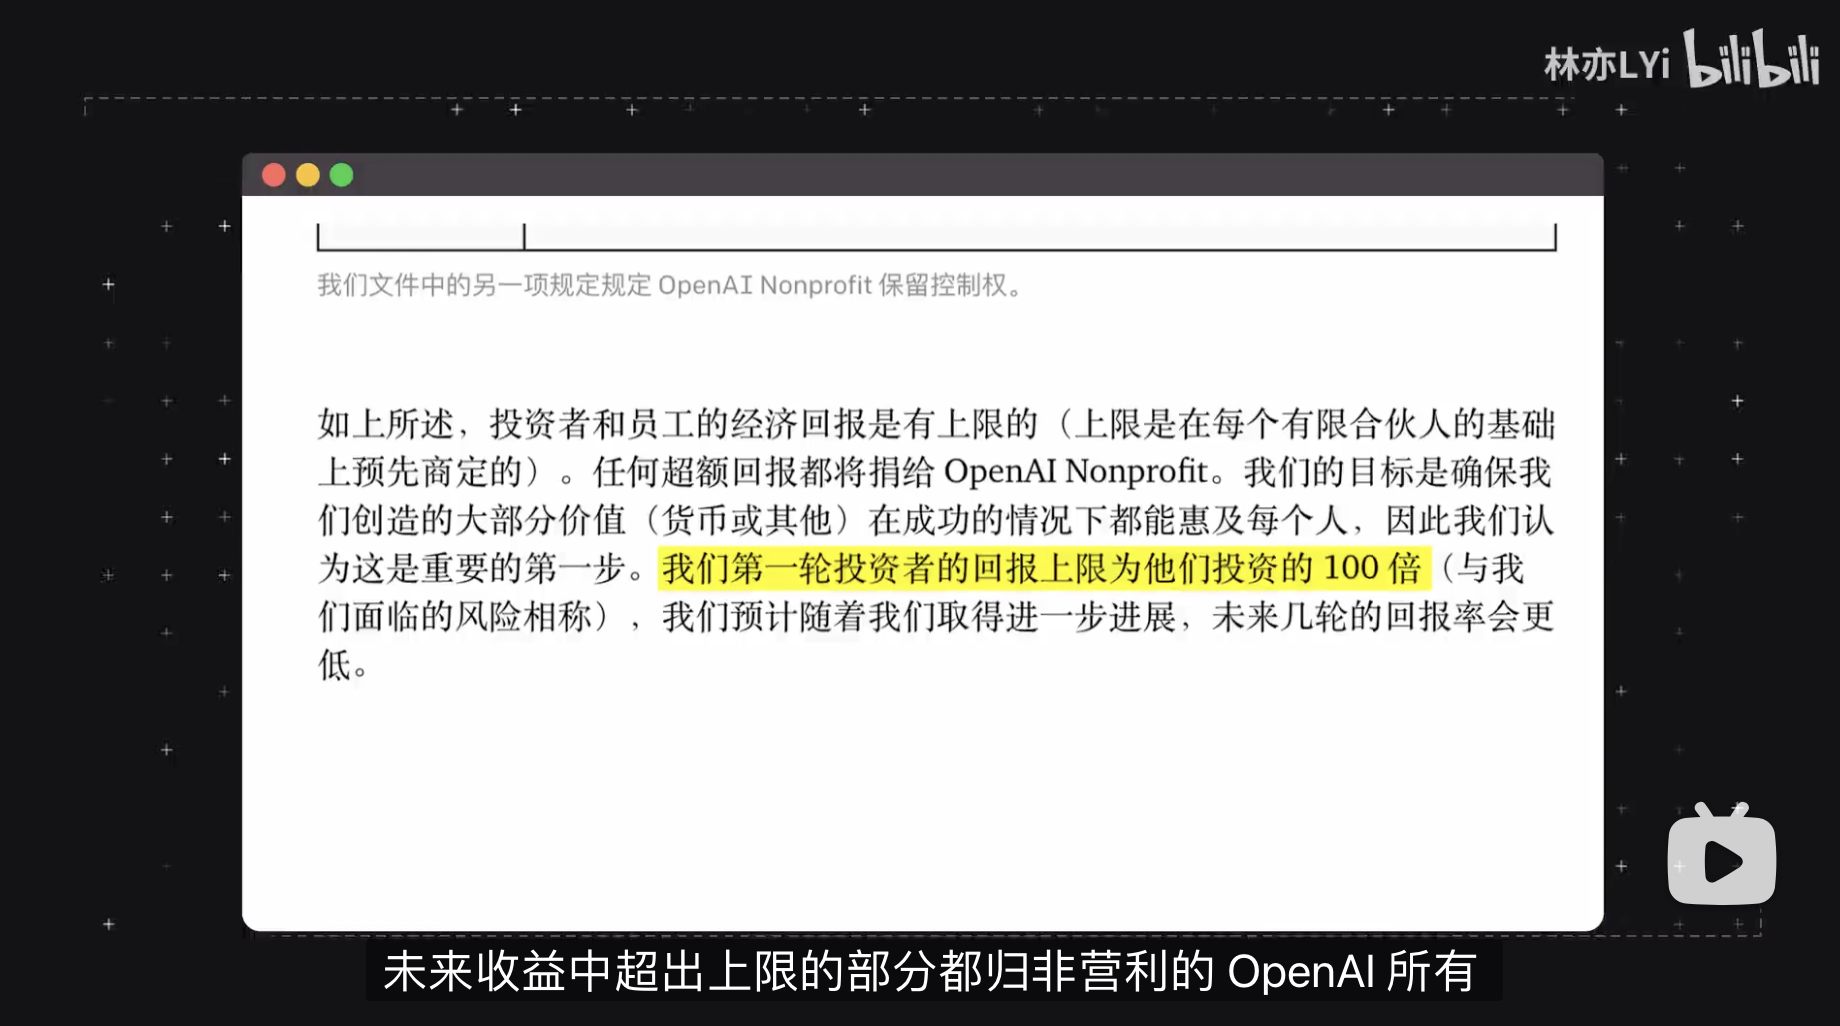 林亦LYi bilibili
我们文件中的另一项规定规定 OpenAI Nonprofit 保留控制权。
如上所述，投资者和员工的经济回报是有上限的（上限是在每个有限合伙人的基础
上预先商定的）。任何超额回报都将捐给 OpenAI Nonprofit。我们的目标是确保我
们创造的大部分价值（货币或其他）在成功的情况下都能惠及每个人，因此我们认
为这是重要的第一步。我们第一轮投资者的回报上限为他们投资的 100 倍（与我
们面临的风险相称），我们预计随着我们取得进一步进展，未来几轮的回报率会更
低。
未来收益中超出上限的部分都归非营利的 OpenAI 所有